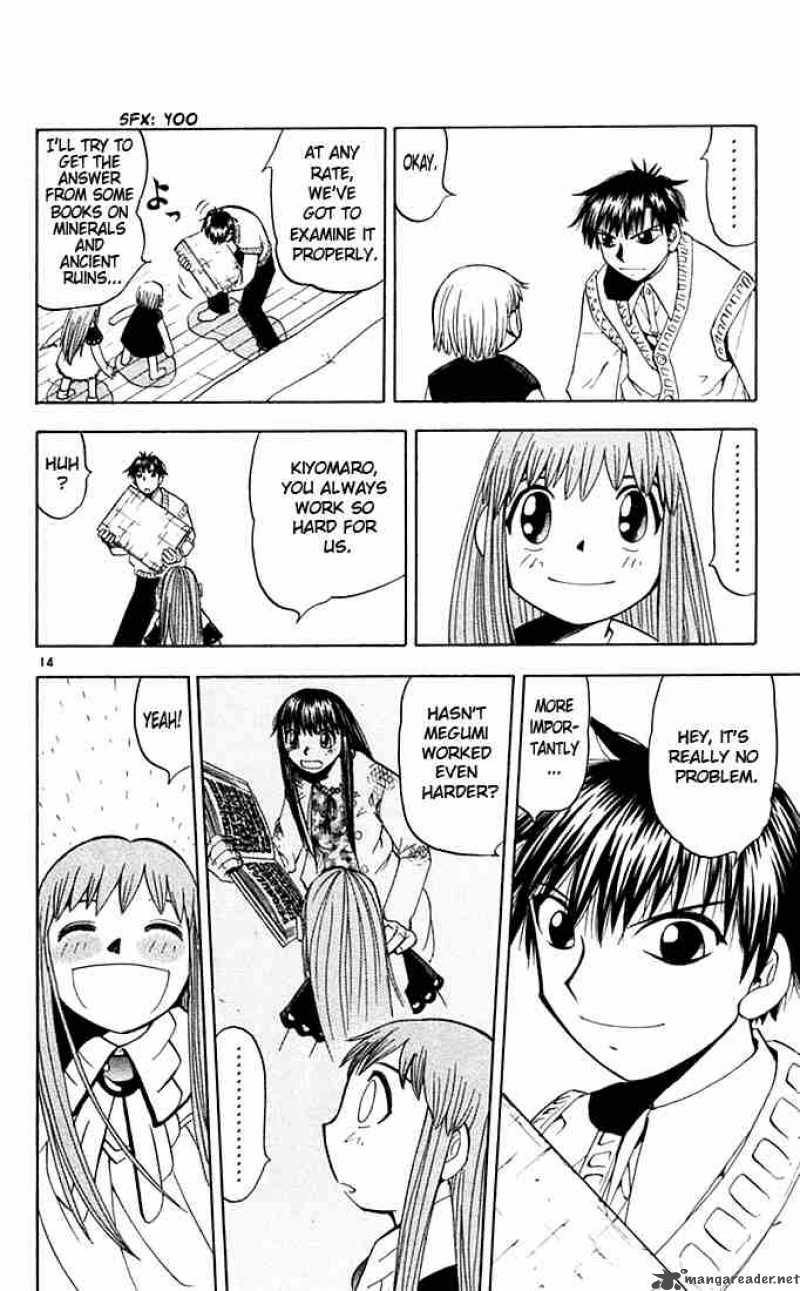 SFX: YOO
........
OKAY.
AT ANY
RATE,
WE'VE
GOT TO
EXAMINE IT
PROPERLY.
よっ
I'LL TRY TO
GET THE
ANSWER
FROM SOME
BOOKS ON
MINERALS
AND
ANCIENT
RUINS...
........
KIYOMARO,
YOU ALWAYS
WORK SO
HARD FOR
US.
HUH
?
14
HEY, IT'S
REALLY NO
PROBLEM.
MORE
IMPOR-
TANTLY
...
HASN'T
MEGUMI
WORKED
EVEN
HARDER?
........
YEAH!
mangareader.net